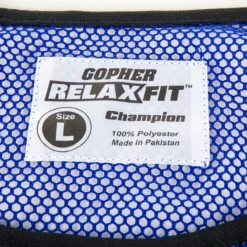 GOPHER
RELAXFIT™
Size L Champion
100% Polyester
Made in Pakistan